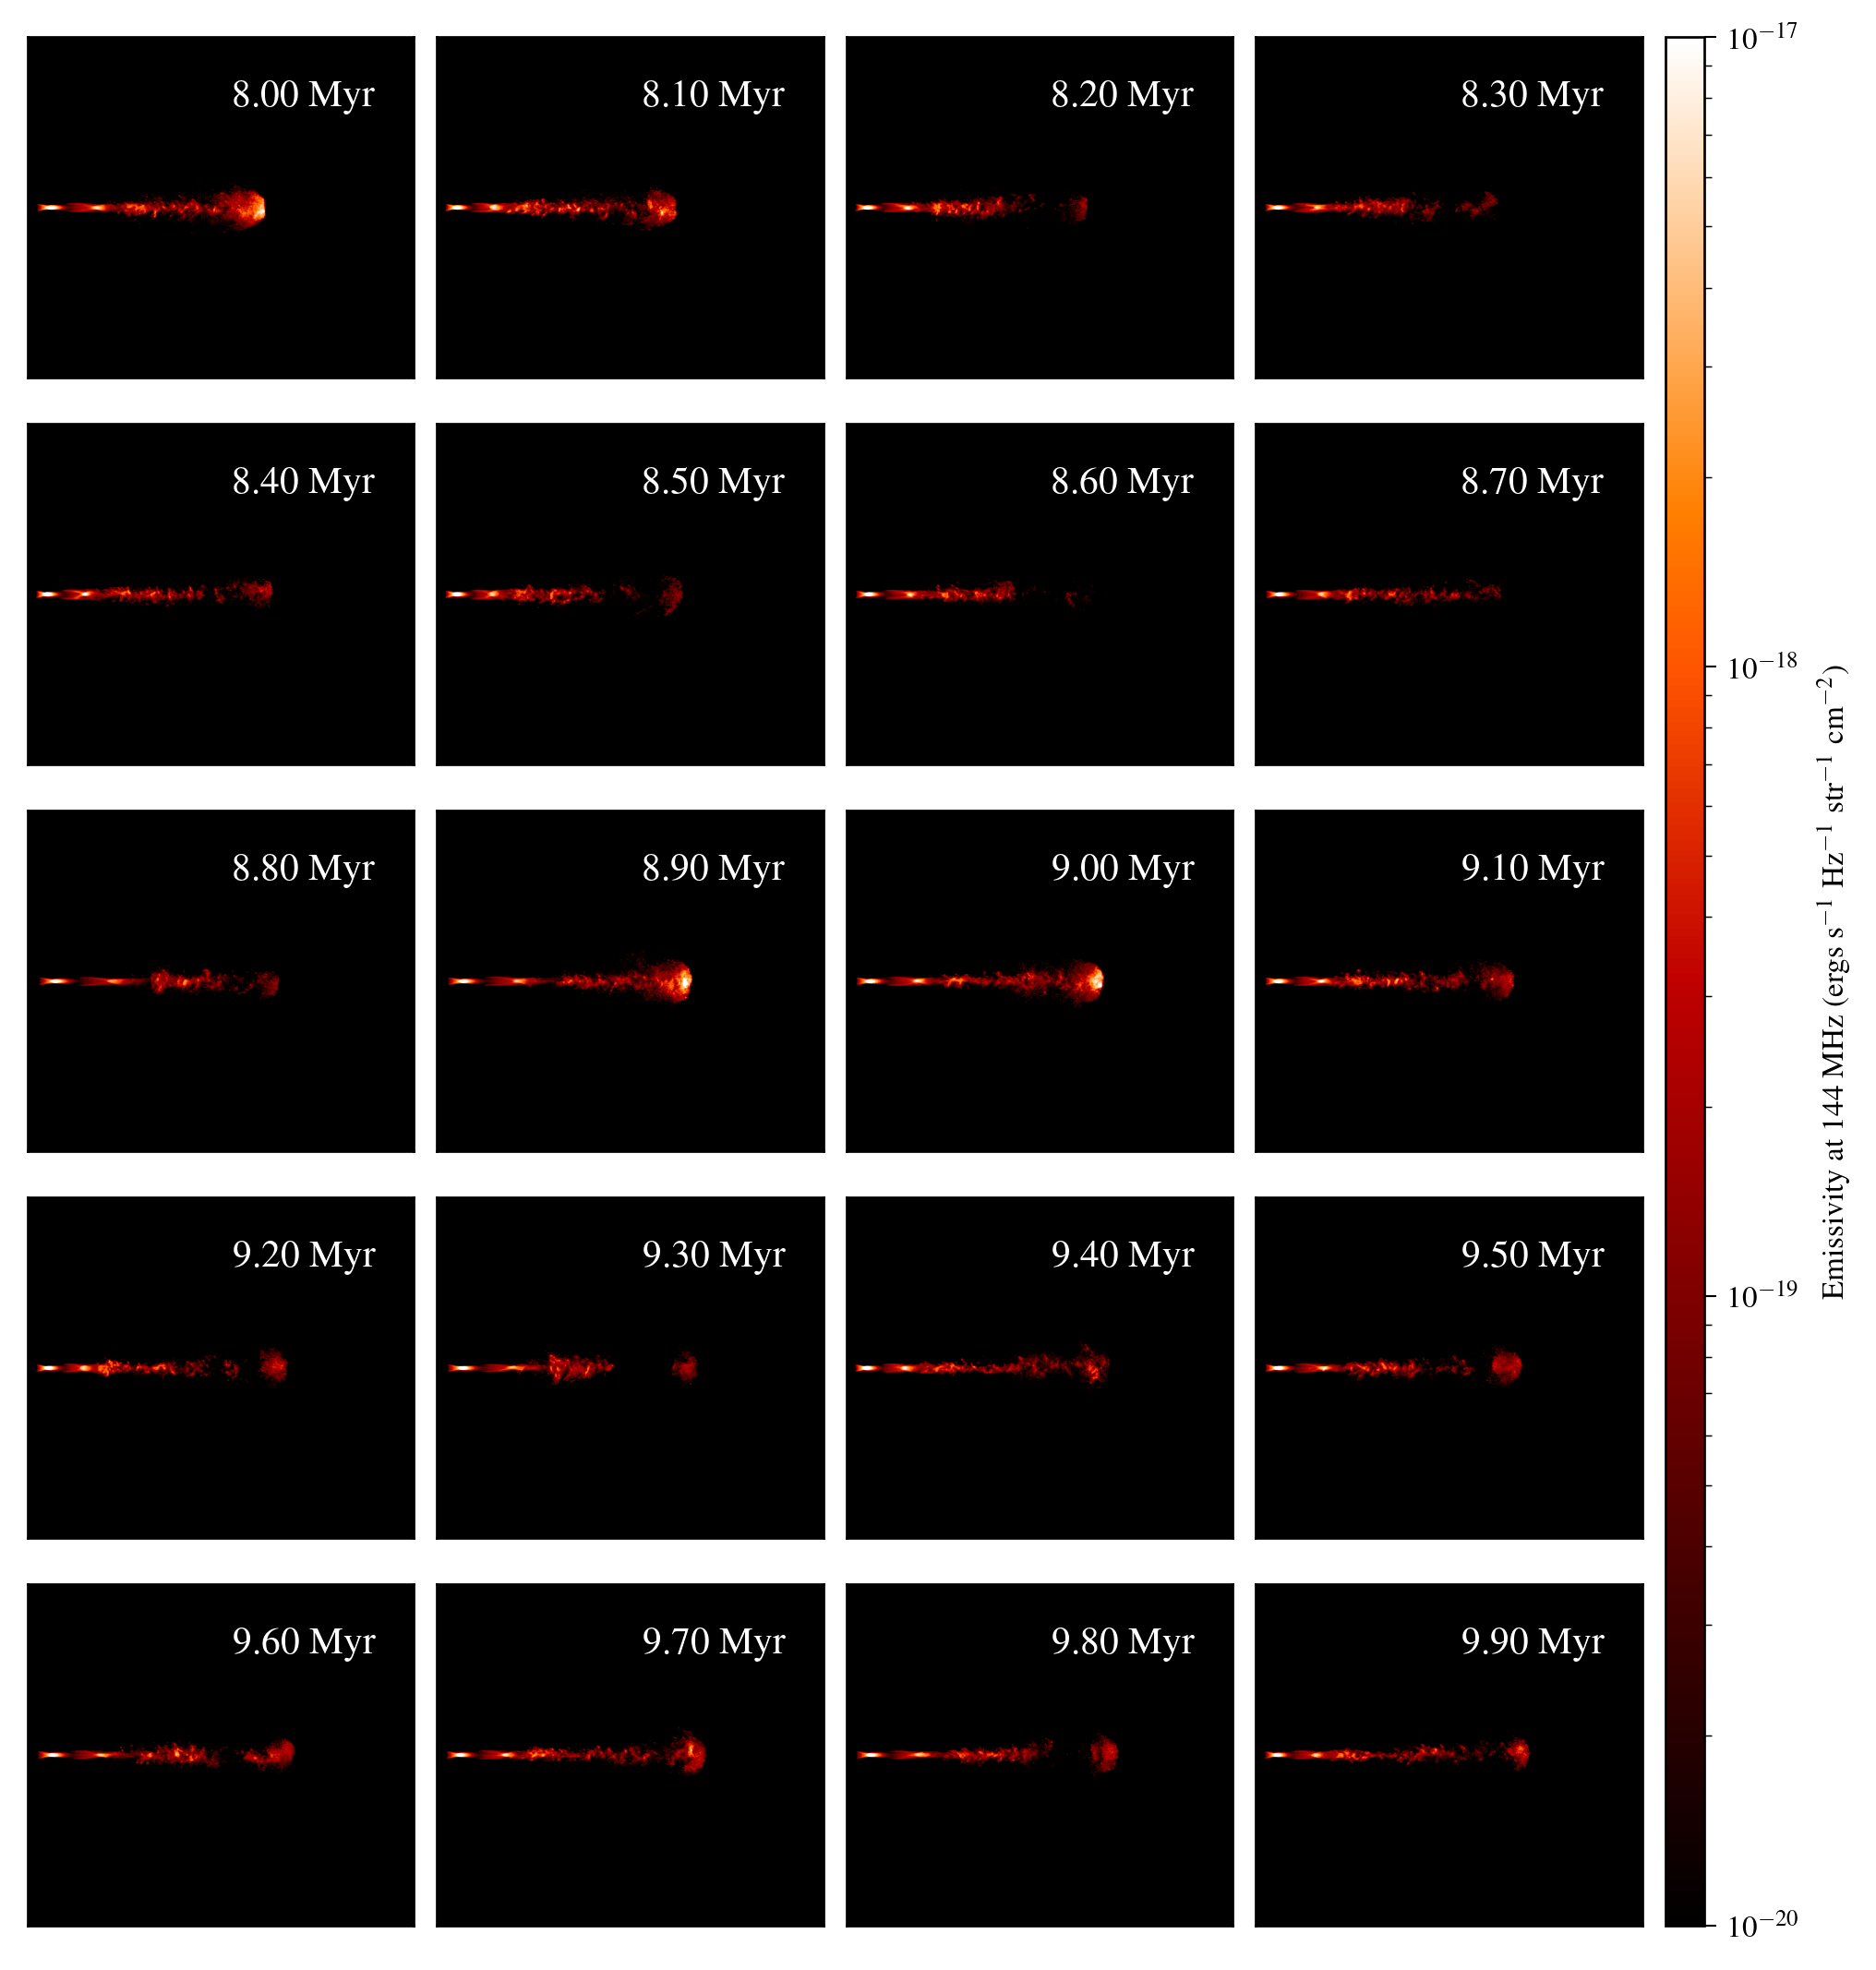 8.00 Myr
8.10 Myr
8.20 Myr
8.30 Myr
8.40 Myr
8.50 Myr
8.60 Myr
8.70 Myr
8.80 Myr
8.90 Myr
9.00 Myr
9.10 Myr
9.20 Myr
9.30 Myr
9.40 Myr
9.50 Myr
9.60 Myr
9.70 Myr
9.80 Myr
9.90 Myr
10⁻¹⁷
10⁻¹⁸
10⁻¹⁹
10⁻²⁰
Emissivity at 144 MHz (ergs s⁻¹ Hz⁻¹ str⁻¹ cm⁻²)